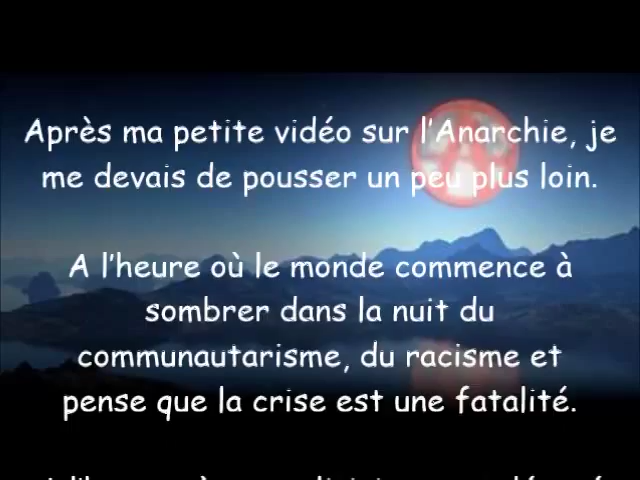 Après ma petite vidéo sur l'Anarchie, je
me devais de pousser un peu plus loin.
A l'heure où le monde commence à
sombrer dans la nuit du
communautarisme, du racisme et
pense que la crise est une fatalité.